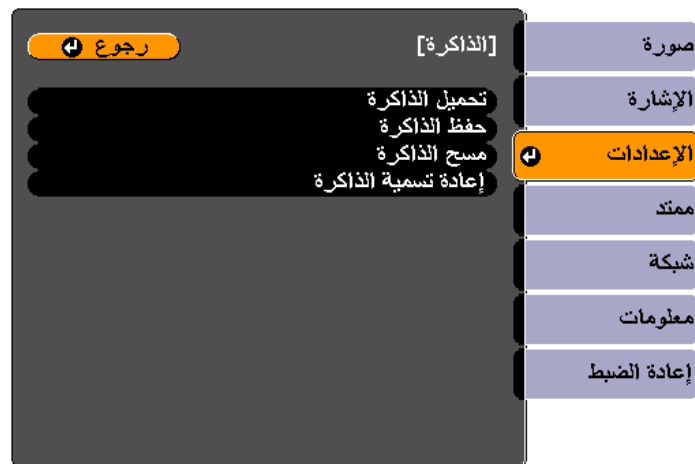 صورة
الإشارة
الإعدادات
ممتد
شبكة
معلومات
إعادة الضبط
[الذاكرة]
رجوع
تحميل الذاكرة
حفظ الذاكرة
مسح الذاكرة
إعادة تسمية الذاكرة